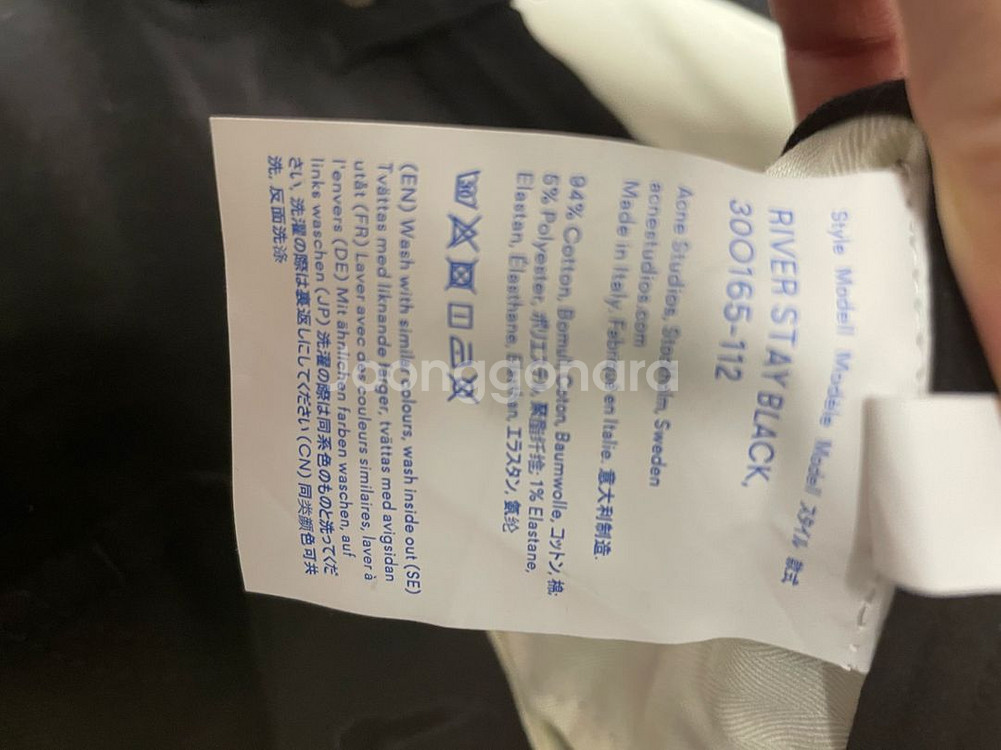 Style Modell Modèle Modell スタイル 款式
RIVER STAY BLACK,
30O165-112
Acne Studios, Stockholm, Sweden
acnestudios.com
Made in Italy. Fabriqué en Italie. 意大利制造.
94% Cotton, Bomull, Coton, Baumwolle, コットン, 棉;
5% Polyester, ポリエステル, 聚酯纤维; 1% Elastane,
Elastan, Élasthane, Elasthan, エラスタン, 氨纶
30
(EN) Wash with similar colours, wash inside out (SE)
Tvättas med liknande färger, tvättas med avigsidan
utåt (FR) Laver avec des couleurs similaires, laver à
l'envers (DE) Mit ähnlichen farben waschen, auf
links waschen (JP) 洗濯の際は同系色のものと洗ってくだ
さい, 洗濯の際は裏返しにしてください (CN) 同类颜色可共
洗, 反面洗涤
joonggonara